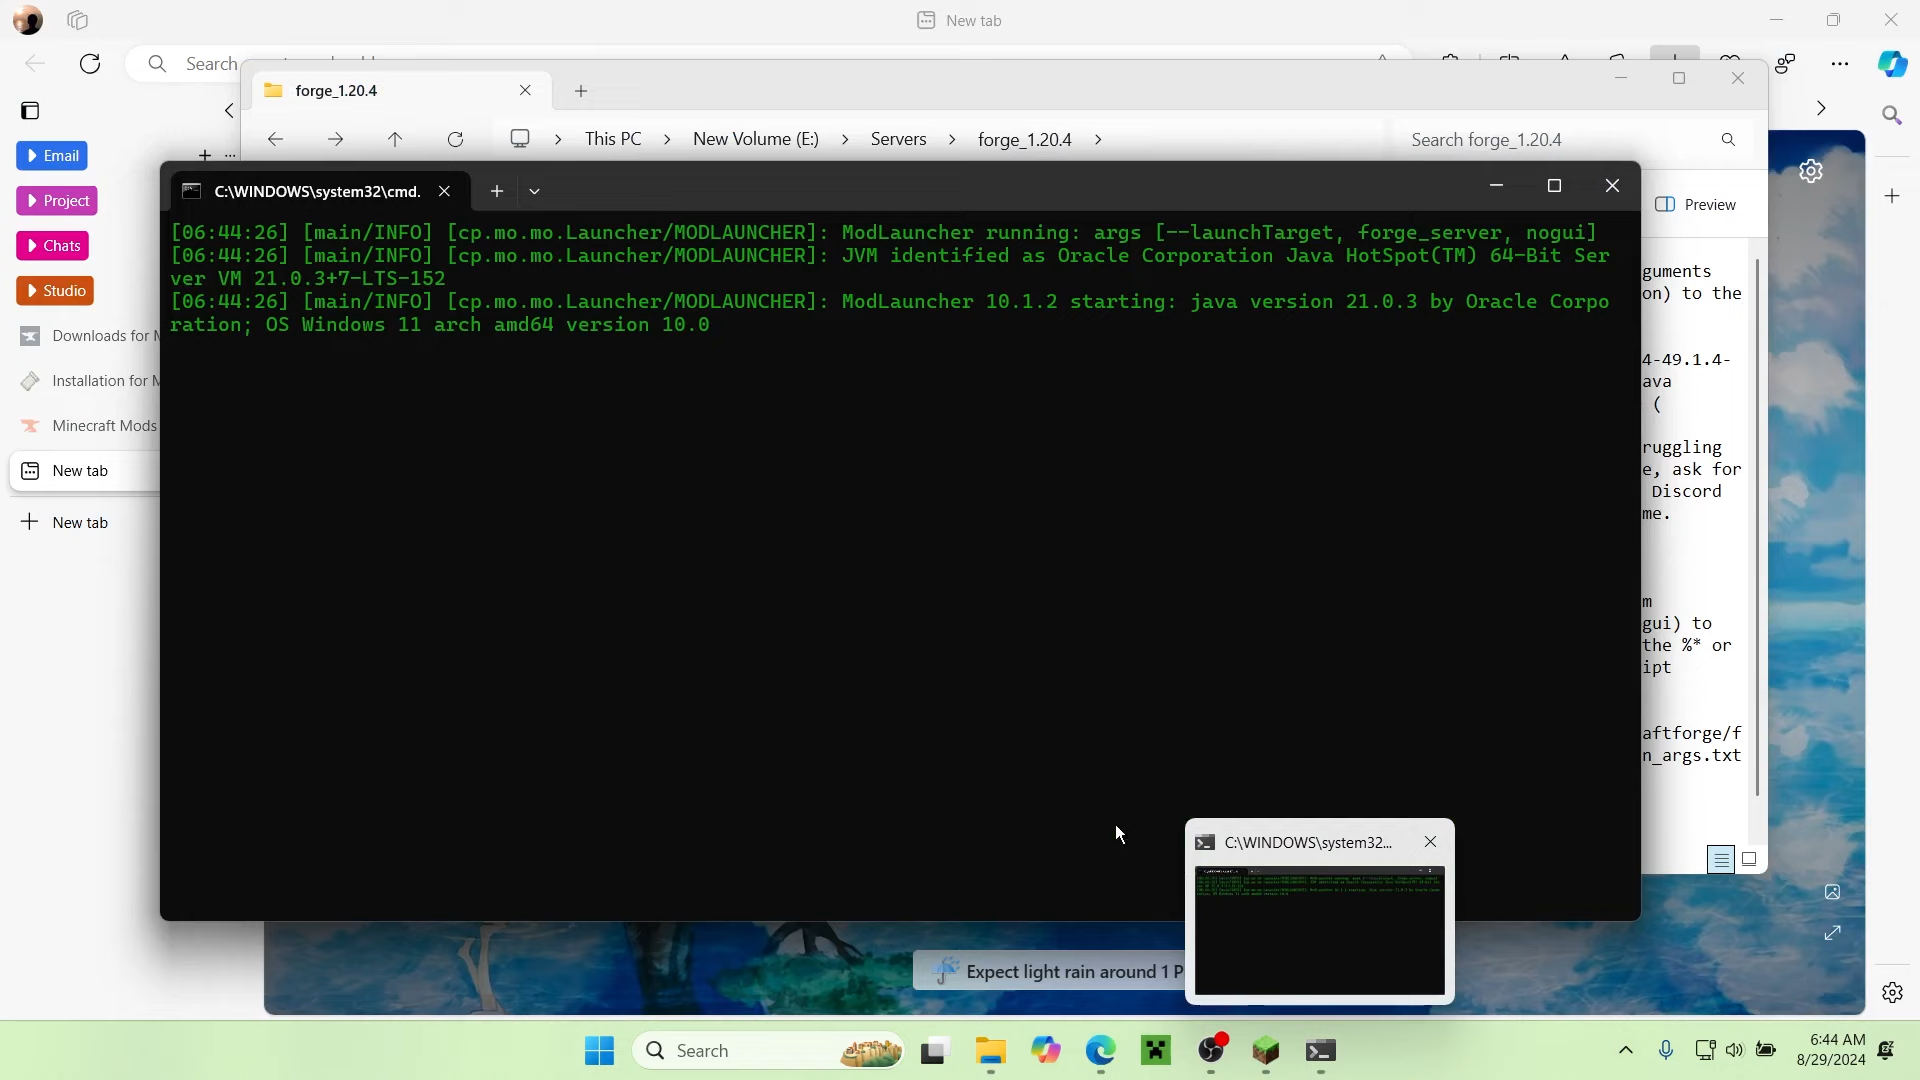 New tab
Search
forge_1.20.4
This PC > New Volume (E:) > Servers > forge_1.20.4 >
Search forge_1.20.4
Email
Project
Chats
Studio
Downloads for M
Installation for M
Minecraft Mods
New tab
New tab
Preview
C:\WINDOWS\system32\cmd.
[06:44:26] [main/INFO] [cp.mo.mo.Launcher/MODLAUNCHER]: ModLauncher running: args [--launchTarget, forge_server, nogui]
[06:44:26] [main/INFO] [cp.mo.mo.Launcher/MODLAUNCHER]: JVM identified as Oracle Corporation Java HotSpot(TM) 64-Bit Ser
ver VM 21.0.3+7-LTS-152
[06:44:26] [main/INFO] [cp.mo.mo.Launcher/MODLAUNCHER]: ModLauncher 10.1.2 starting: java version 21.0.3 by Oracle Corpo
ration; OS Windows 11 arch amd64 version 10.0
guments
on) to the
4-49.1.4-
ava
(
ruggling
e, ask for
Discord
me.
m
gui) to
the %* or
ipt
aftforge/f
n_args.txt
C:\WINDOWS\system32...
Expect light rain around 1 P
Search
6:44 AM
8/29/2024